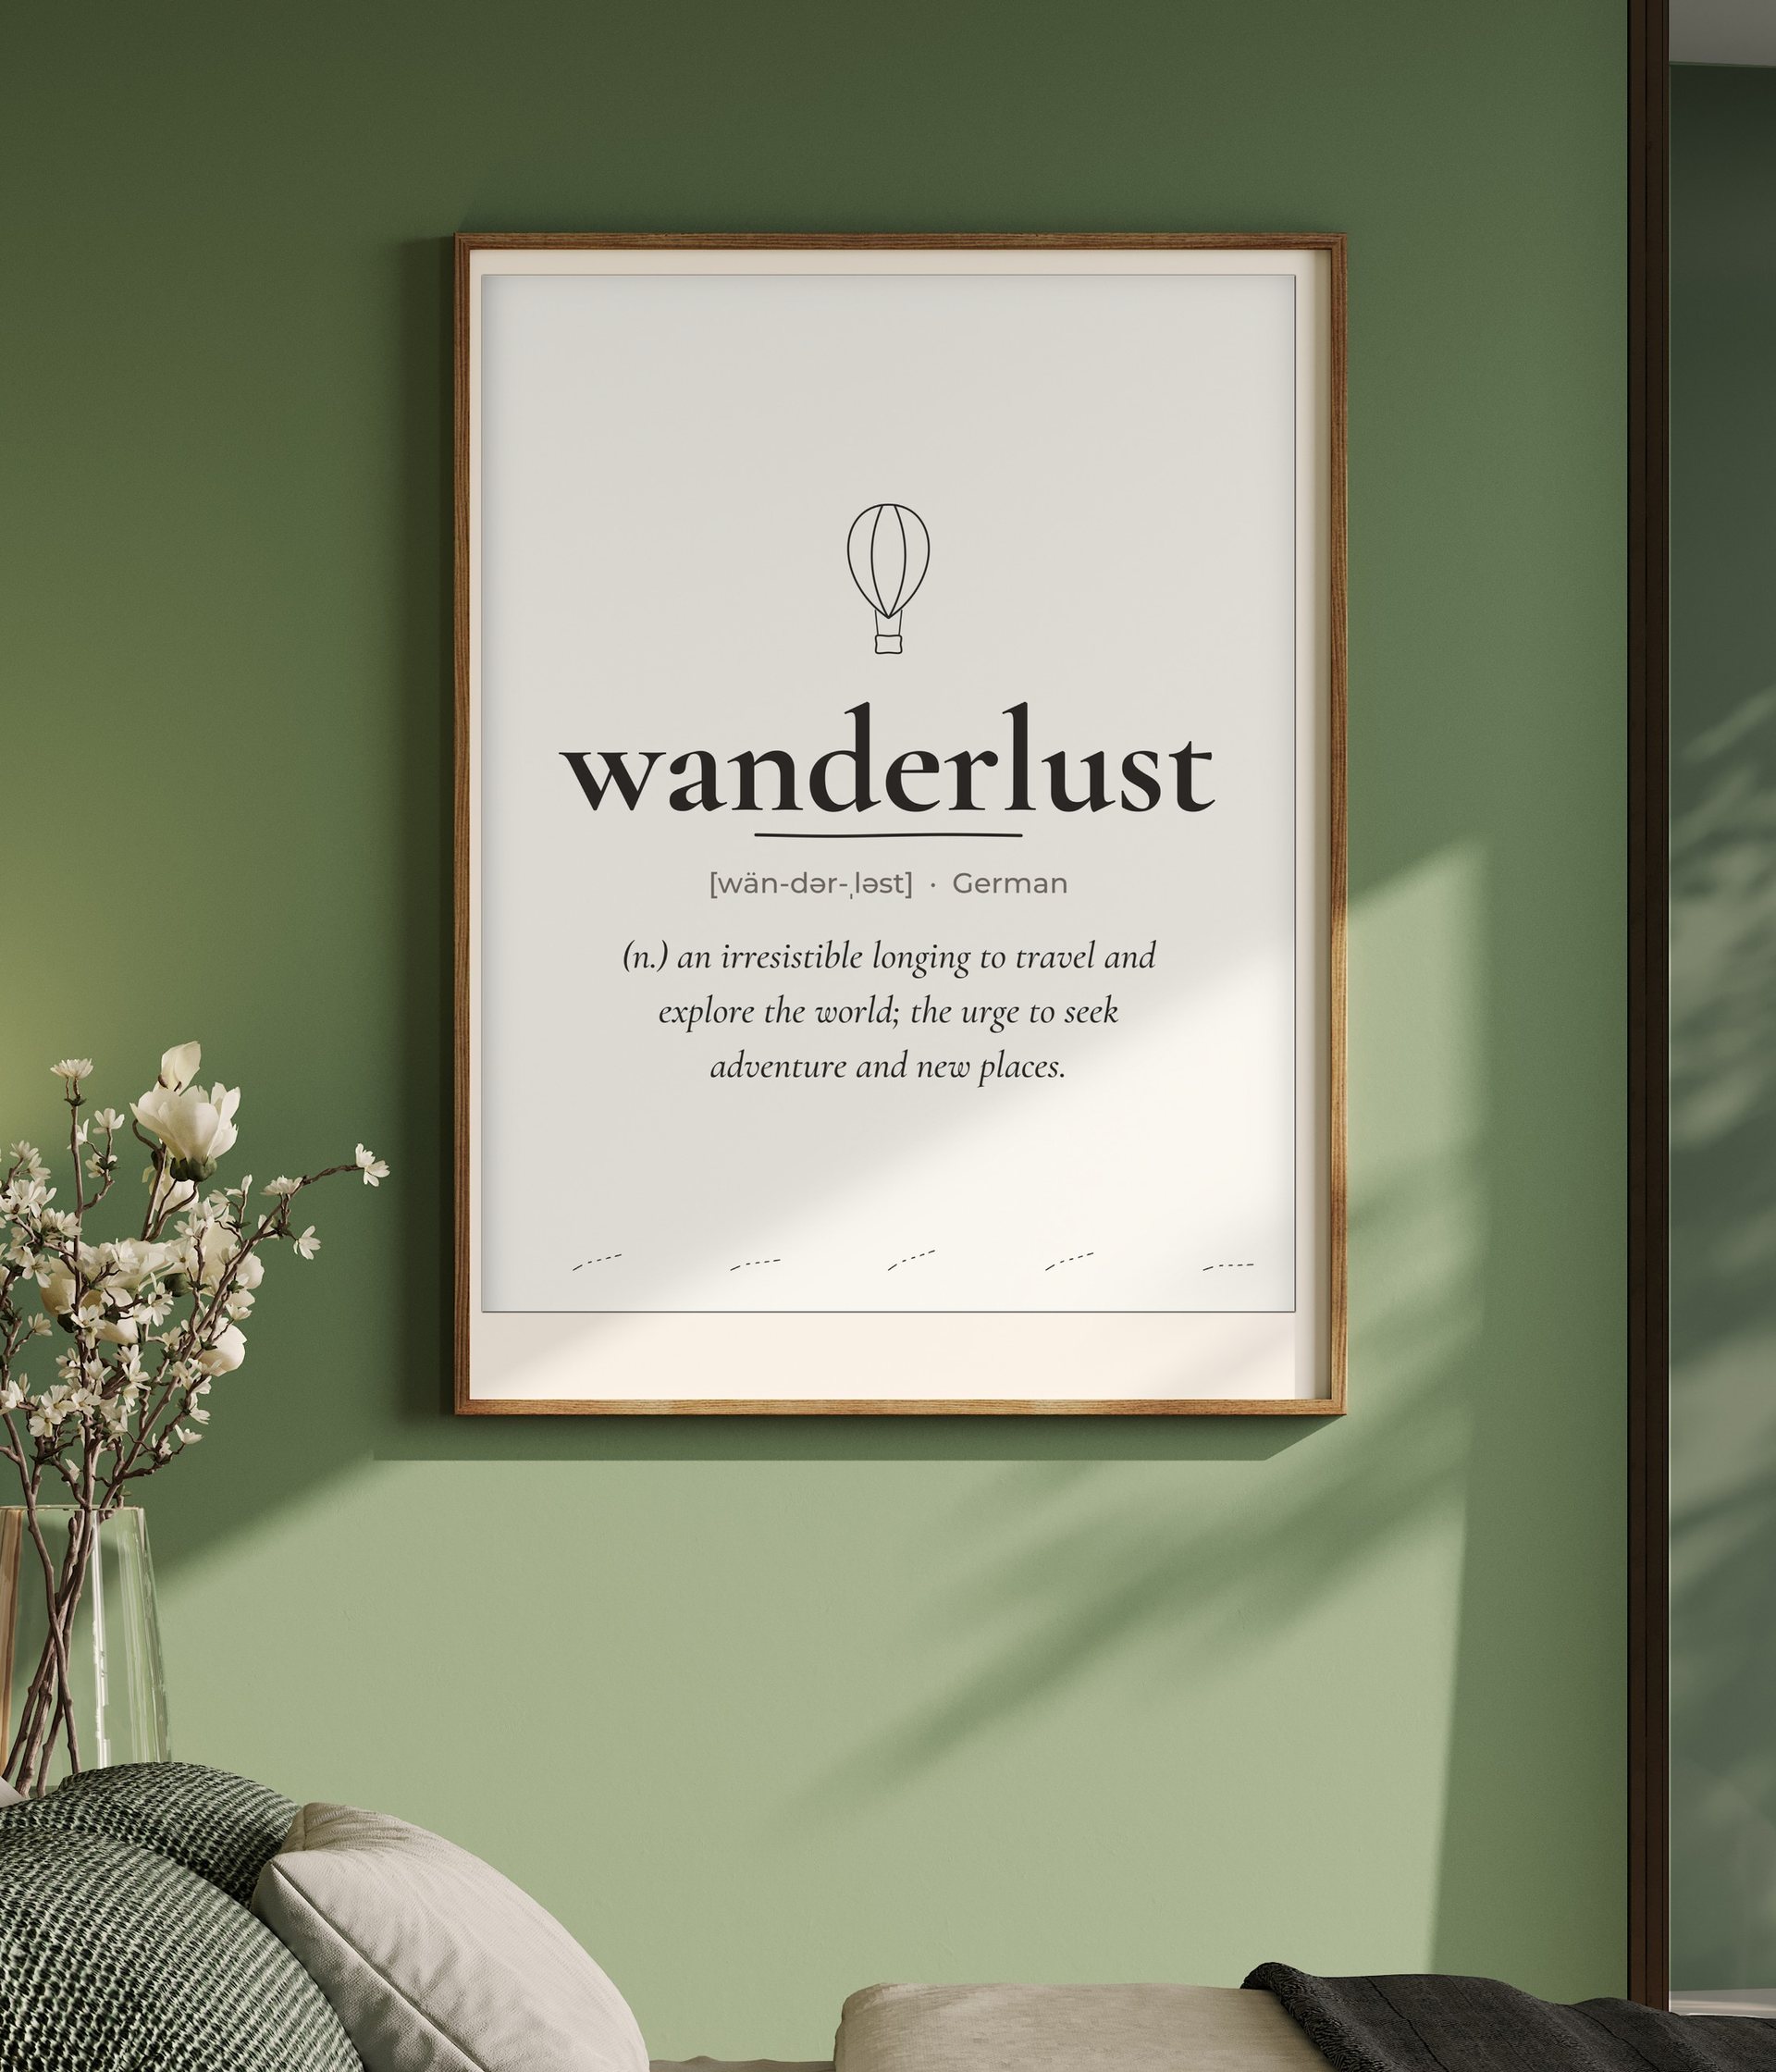 wanderlust
[wän-dər-ˌləst] · German
(n.) an irresistible longing to travel and
explore the world; the urge to seek
adventure and new places.